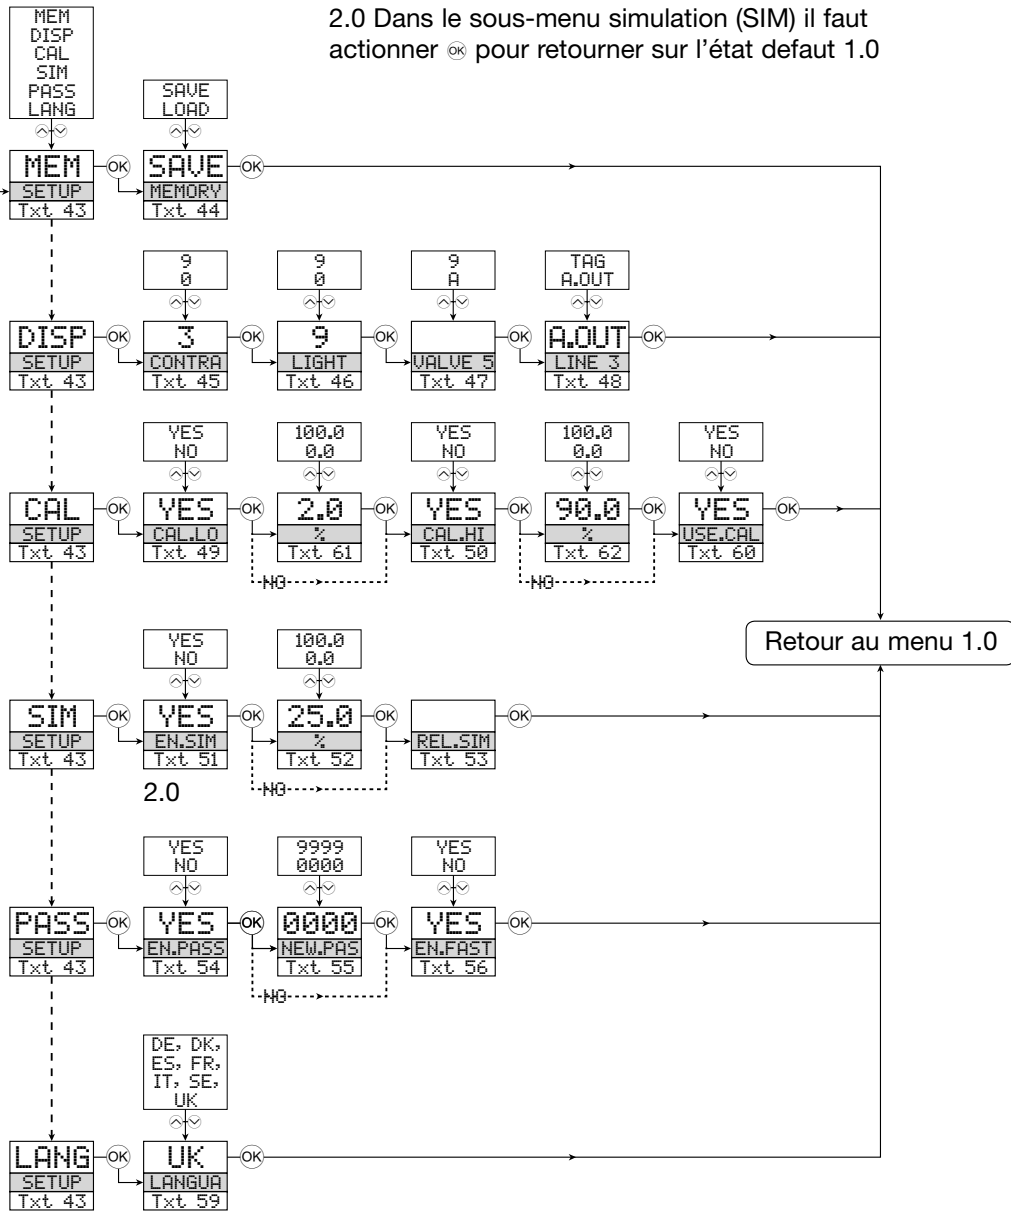 2.0 Dans le sous-menu simulation (SIM) il faut
actionner OK pour retourner sur l'état defaut 1.0
MEM
DISP
CAL
SIM
PASS
LANG
SAVE
LOAD
MEM OK SAVE OK
SETUP MEMORY
Txt 43 Txt 44
9 9 9 TAG
0 0 A A.OUT
DISP OK 3 OK 9 OK OK A.OUT OK
SETUP CONTRA LIGHT VALVE 5 LINE 3
Txt 43 Txt 45 Txt 46 Txt 47 Txt 48
YES 100.0 YES 100.0 YES
NO 0.0 NO 0.0 NO
CAL OK YES OK 2.0 OK YES OK 90.0 OK YES OK
SETUP CAL.LO % CAL.HI % USE.CAL
Txt 43 Txt 49 Txt 61 Txt 50 Txt 62 Txt 60
NO NO
Retour au menu 1.0
YES 100.0
NO 0.0
SIM OK YES OK 25.0 OK OK
SETUP EN.SIM % REL.SIM
Txt 43 Txt 51 Txt 52 Txt 53
2.0 NO
YES 9999 YES
NO 0000 NO
PASS OK YES OK 0000 OK YES OK
SETUP EN.PASS NEW.PAS EN.FAST
Txt 43 Txt 54 Txt 55 Txt 56
NO
DE, DK,
ES, FR,
IT, SE,
UK
LANG OK UK OK
SETUP LANGUA
Txt 43 Txt 59